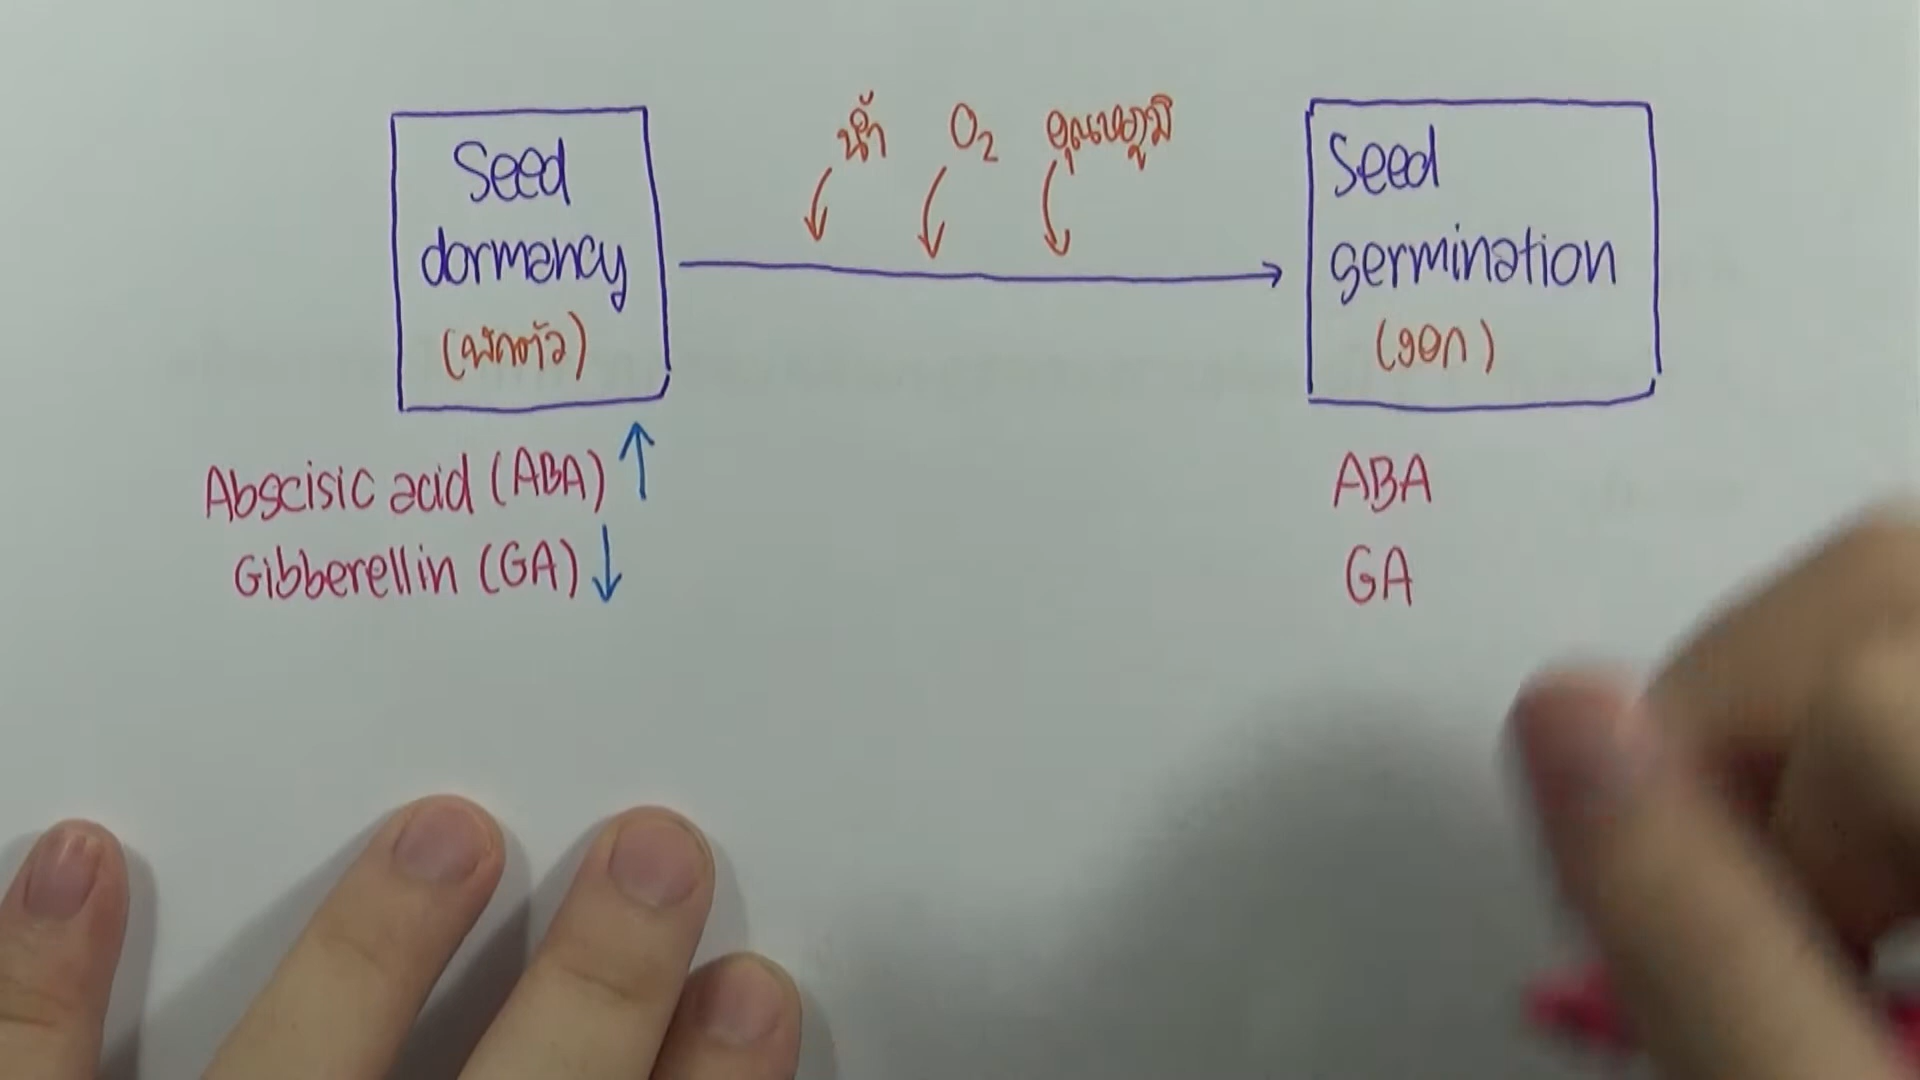 Seed
dormancy
(พักตัว)
น้ำ O₂ อุณหภูมิ
Seed
germination
(งอก)
Abscisic acid (ABA) ↑
Gibberellin (GA) ↓
ABA
GA